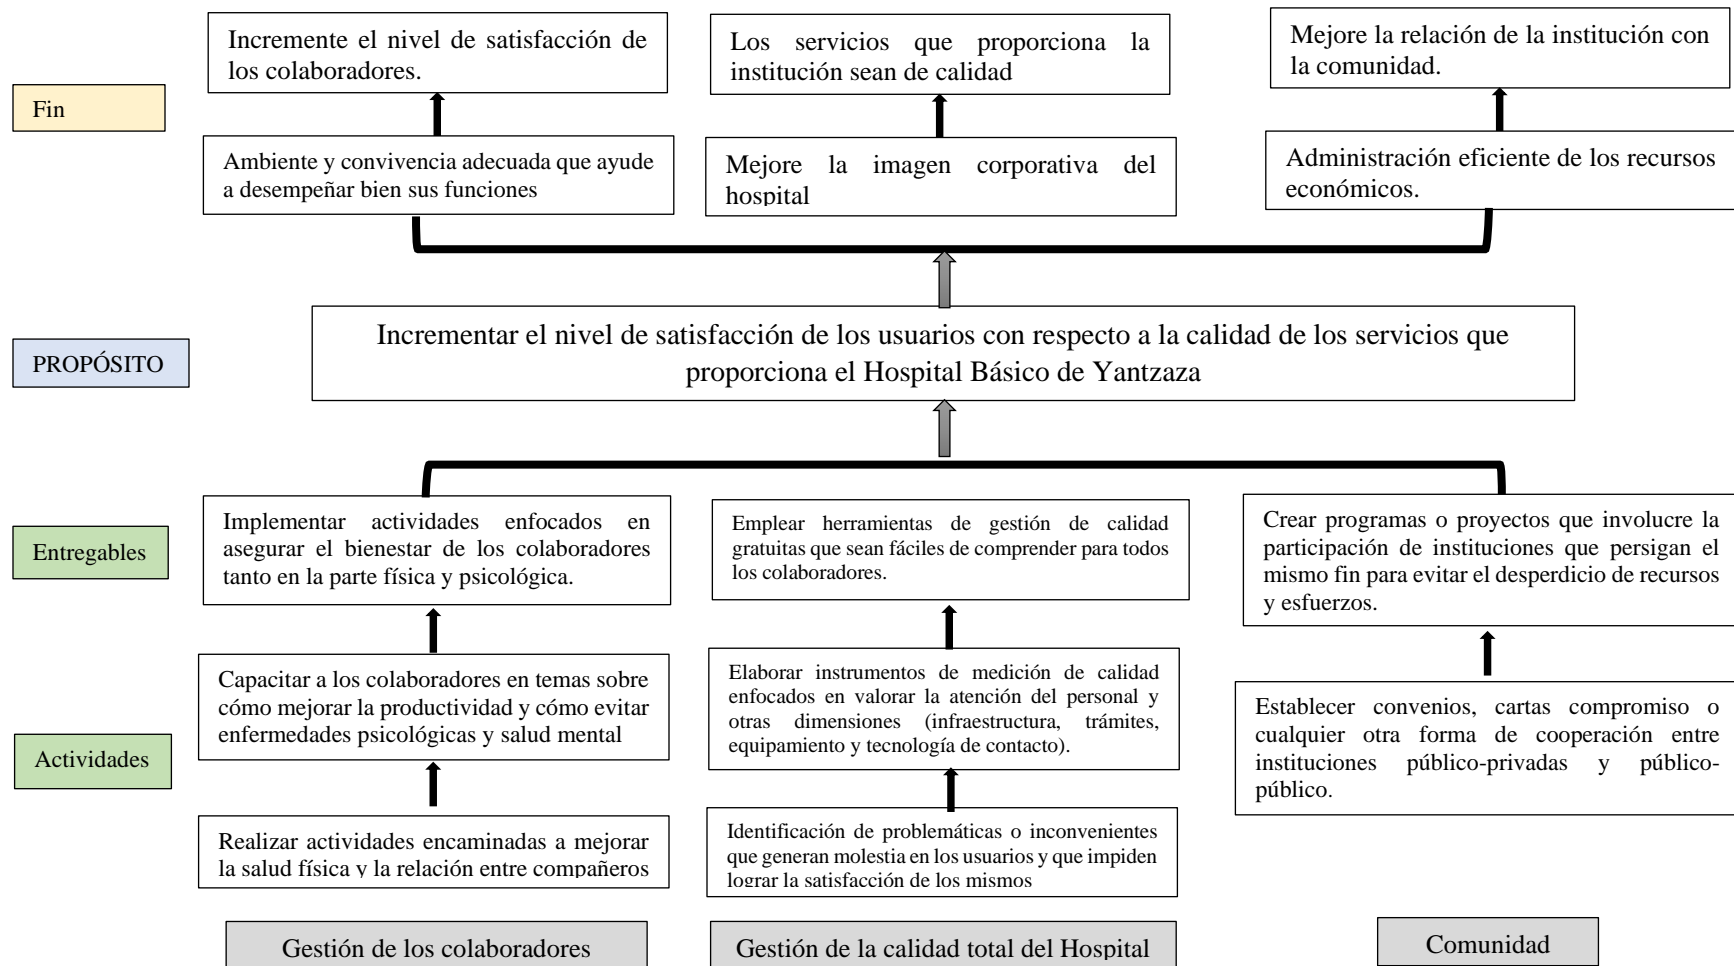 Incremente el nivel de satisfacción de
los colaboradores.
Los servicios que proporciona la
institución sean de calidad
Mejore la relación de la institución con
la comunidad.
Fin
Ambiente y convivencia adecuada que ayude
a desempeñar bien sus funciones
Mejore la imagen corporativa del
hospital
Administración eficiente de los recursos
económicos.
PROPÓSITO
Incrementar el nivel de satisfacción de los usuarios con respecto a la calidad de los servicios que
proporciona el Hospital Básico de Yantzaza
Entregables
Implementar actividades enfocados en
asegurar el bienestar de los colaboradores
tanto en la parte física y psicológica.
Emplear herramientas de gestión de calidad
gratuitas que sean fáciles de comprender para todos
los colaboradores.
Crear programas o proyectos que involucre la
participación de instituciones que persigan el
mismo fin para evitar el desperdicio de recursos
y esfuerzos.
Actividades
Capacitar a los colaboradores en temas sobre
cómo mejorar la productividad y cómo evitar
enfermedades psicológicas y salud mental
Elaborar instrumentos de medición de calidad
enfocados en valorar la atención del personal y
otras dimensiones (infraestructura, trámites,
equipamiento y tecnología de contacto).
Establecer convenios, cartas compromiso o
cualquier otra forma de cooperación entre
instituciones público-privadas y público-
público.
Realizar actividades encaminadas a mejorar
la salud física y la relación entre compañeros
Identificación de problemáticas o inconvenientes
que generan molestia en los usuarios y que impiden
lograr la satisfacción de los mismos
Gestión de los colaboradores
Gestión de la calidad total del Hospital
Comunidad